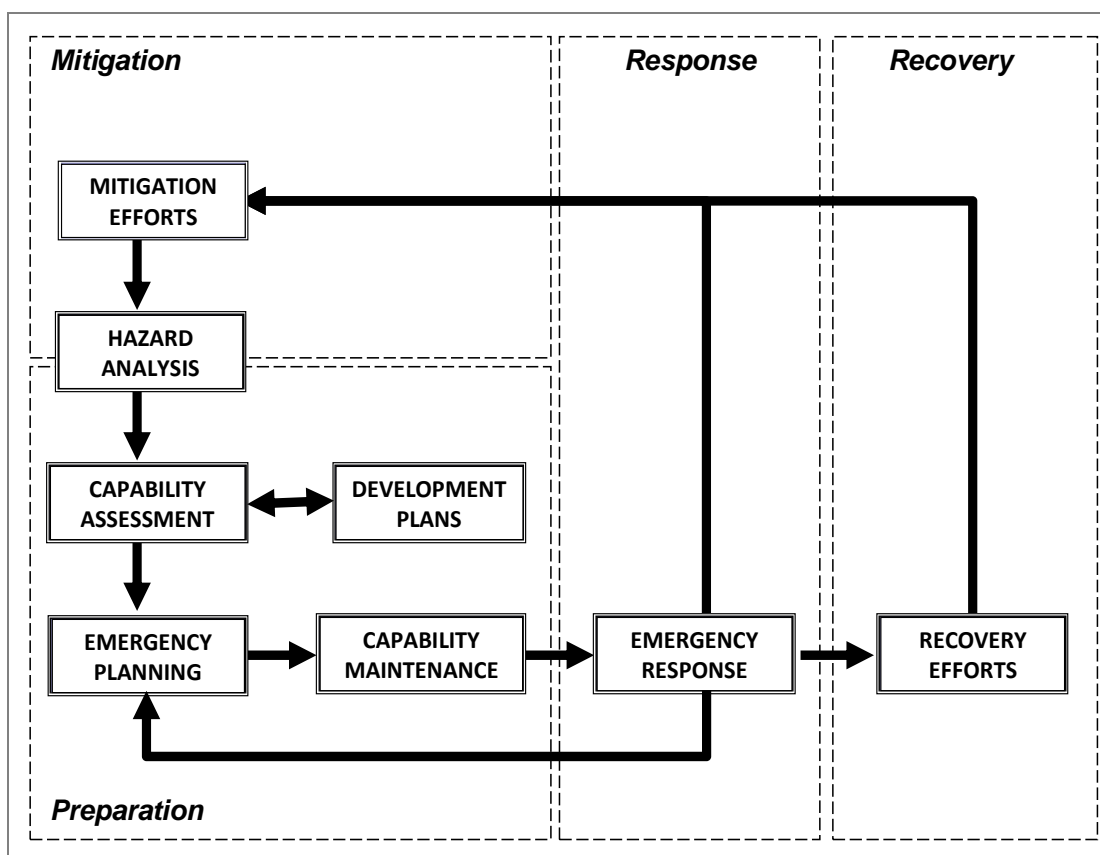 Mitigation
Response
Recovery
MITIGATION
EFFORTS
HAZARD
ANALYSIS
CAPABILITY
ASSESSMENT
DEVELOPMENT
PLANS
EMERGENCY
PLANNING
CAPABILITY
MAINTENANCE
EMERGENCY
RESPONSE
RECOVERY
EFFORTS
Preparation